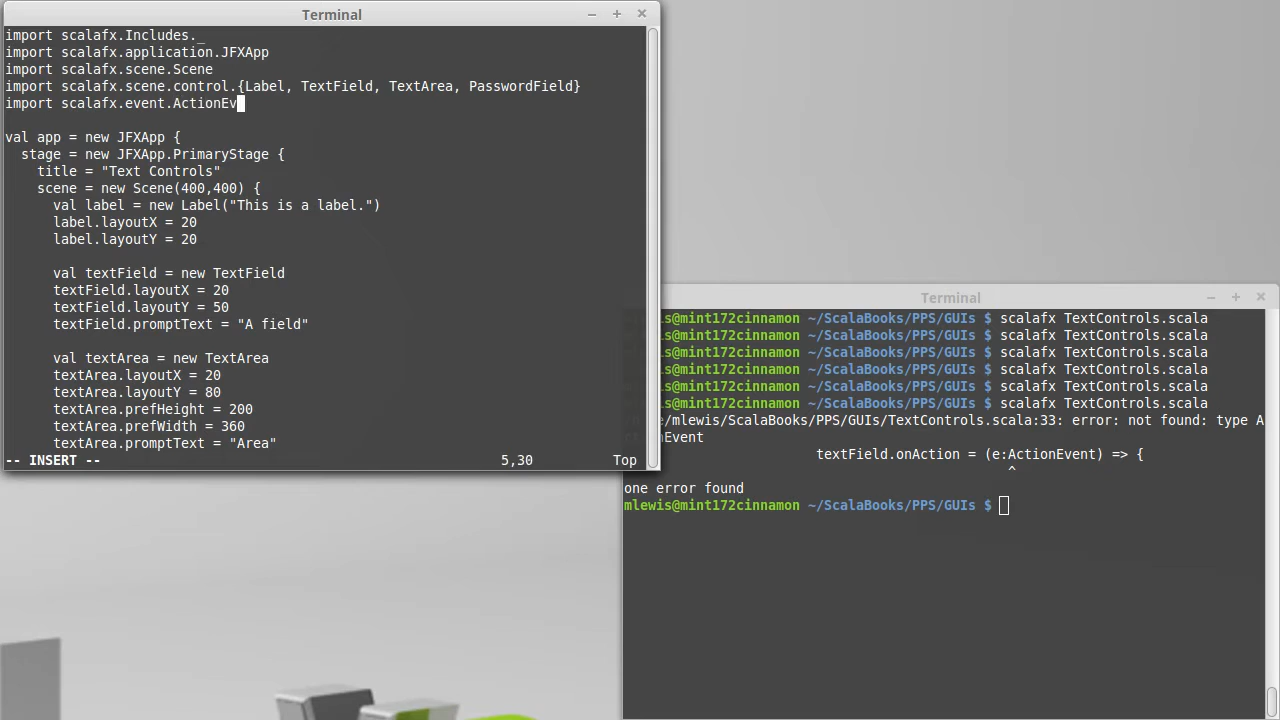 Terminal
import scalafx.Includes._
import scalafx.application.JFXApp
import scalafx.scene.Scene
import scalafx.scene.control.{Label, TextField, TextArea, PasswordField}
import scalafx.event.ActionEv
val app = new JFXApp {
stage = new JFXApp.PrimaryStage {
title = "Text Controls"
scene = new Scene(400,400) {
val label = new Label("This is a label.")
label.layoutX = 20
label.layoutY = 20
val textField = new TextField
textField.layoutX = 20
textField.layoutY = 50
textField.promptText = "A field"
val textArea = new TextArea
textArea.layoutX = 20
textArea.layoutY = 80
textArea.prefHeight = 200
textArea.prefWidth = 360
textArea.promptText = "Area"
-- INSERT -- 5,30 Top
Terminal
is@mint172cinnamon ~/ScalaBooks/PPS/GUIs $ scalafx TextControls.scala
is@mint172cinnamon ~/ScalaBooks/PPS/GUIs $ scalafx TextControls.scala
is@mint172cinnamon ~/ScalaBooks/PPS/GUIs $ scalafx TextControls.scala
is@mint172cinnamon ~/ScalaBooks/PPS/GUIs $ scalafx TextControls.scala
is@mint172cinnamon ~/ScalaBooks/PPS/GUIs $ scalafx TextControls.scala
is@mint172cinnamon ~/ScalaBooks/PPS/GUIs $ scalafx TextControls.scala
e/mlewis/ScalaBooks/PPS/GUIs/TextControls.scala:33: error: not found: type A
nEvent
textField.onAction = (e:ActionEvent) => {
^
one error found
mlewis@mint172cinnamon ~/ScalaBooks/PPS/GUIs $